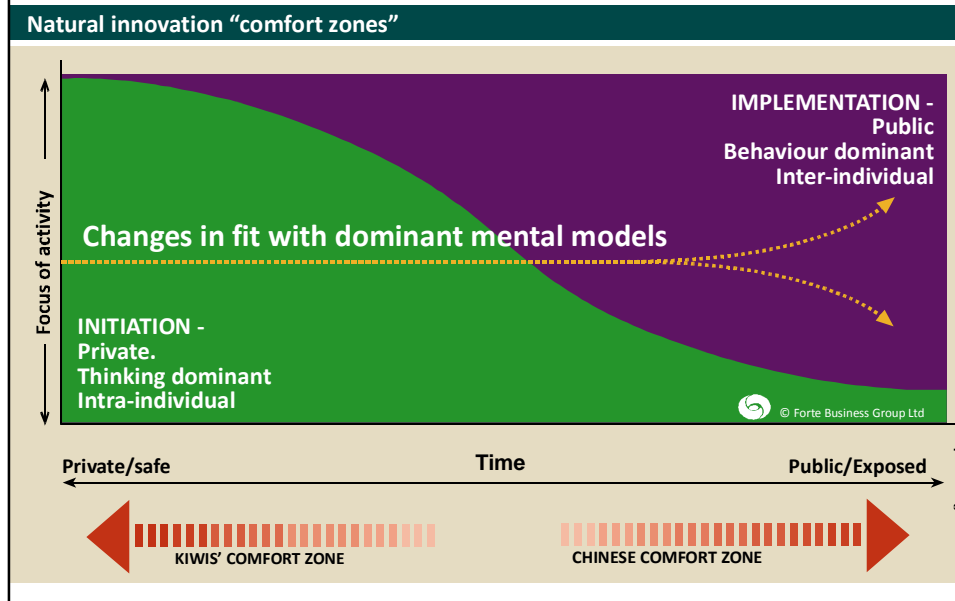 Natural innovation “comfort zones”
IMPLEMENTATION -
Public
Behaviour dominant
Inter-individual
Changes in fit with dominant mental models
Focus of activity
INITIATION -
Private.
Thinking dominant
Intra-individual
© Forte Business Group Ltd
Private/safe
Time
Public/Exposed
KIWIS’ COMFORT ZONE
CHINESE COMFORT ZONE